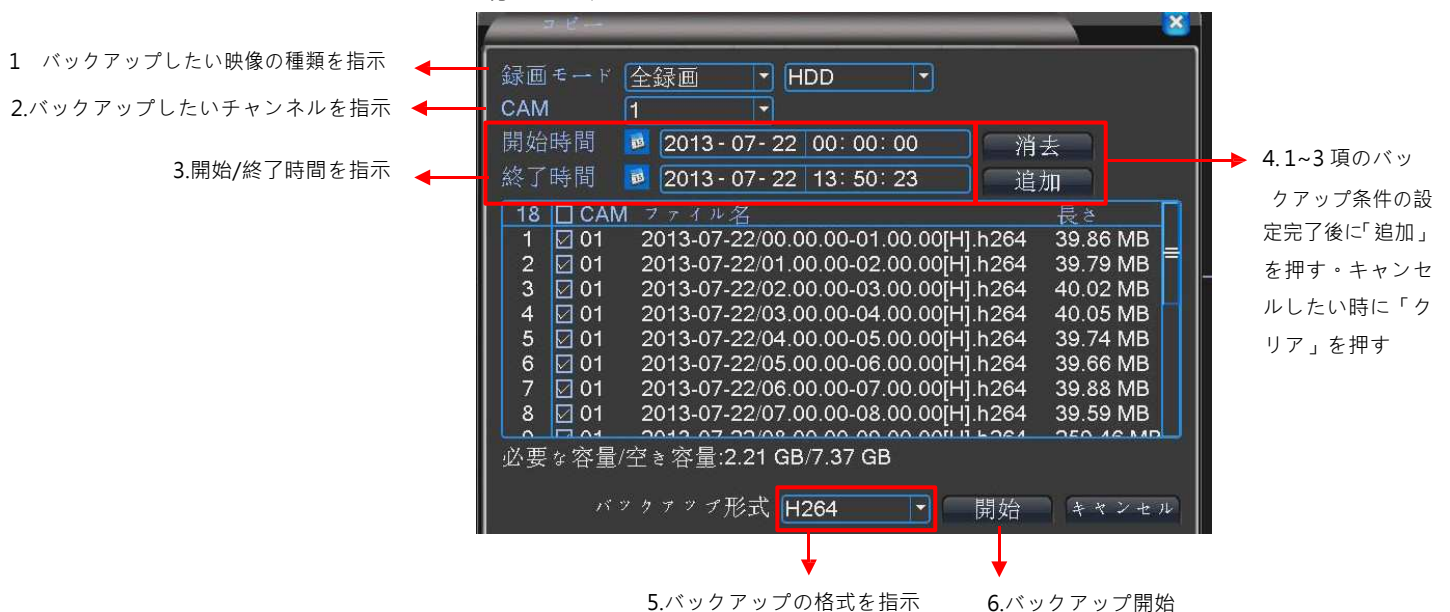 コピー
1 バックアップしたい映像の種類を指示
録画モード 全録画 HDD
2.バックアップしたいチャンネルを指示
CAM 1
開始時間 2013-07-22 00:00:00 消去
3.開始/終了時間を指示
終了時間 2013-07-22 13:50:23 追加
4. 1~3 項のバッ
クアップ条件の設
定完了後に「追加」
を押す。キャンセ
ルしたい時に「ク
リア」を押す
18 CAM ファイル名 長さ
1 01 2013-07-22/00.00.00-01.00.00[H].h264 39.86 MB
2 01 2013-07-22/01.00.00-02.00.00[H].h264 39.79 MB
3 01 2013-07-22/02.00.00-03.00.00[H].h264 40.02 MB
4 01 2013-07-22/03.00.00-04.00.00[H].h264 40.05 MB
5 01 2013-07-22/04.00.00-05.00.00[H].h264 39.74 MB
6 01 2013-07-22/05.00.00-06.00.00[H].h264 39.66 MB
7 01 2013-07-22/06.00.00-07.00.00[H].h264 39.88 MB
8 01 2013-07-22/07.00.00-08.00.00[H].h264 39.59 MB
9 01 2013-07-22/08.00.00-09.00.00[H].h264
必要な容量/空き容量:2.21 GB/7.37 GB
バックアップ形式 H264 開始 キャンセル
5.バックアップの格式を指示
6.バックアップ開始